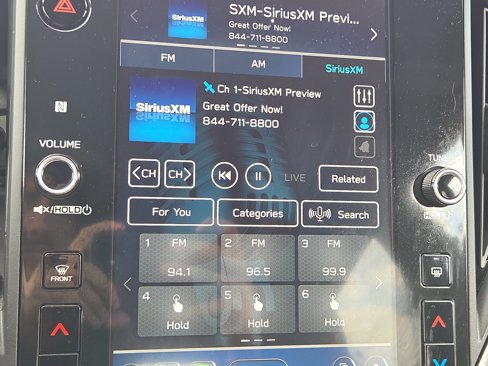 SiriusXM
SXM-SiriusXM Previ...
Great Offer Now!
844-711-8800
FM
AM
SiriusXM
SiriusXM
Ch 1-SiriusXM Preview
Great Offer Now!
844-711-8800
VOLUME
TUNE
CH
CH
LIVE
Related
HOLD
HOLD
For You
Categories
Search
1 FM
94.1
2 FM
96.5
3 FM
99.9
FRONT
4
Hold
5
Hold
6
Hold